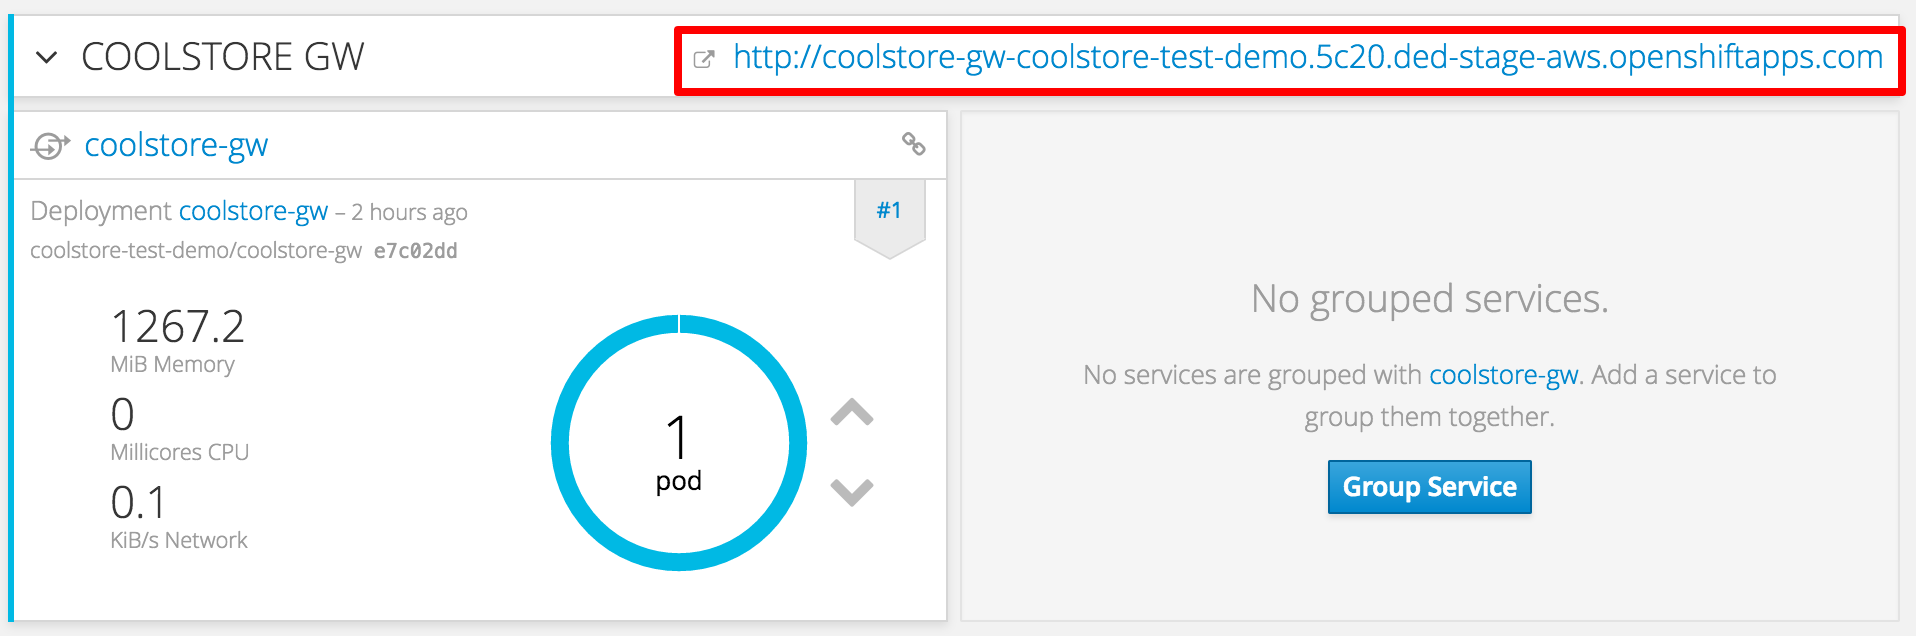 COOLSTORE GW
http://coolstore-gw-coolstore-test-demo.5c20.ded-stage-aws.openshiftapps.com
coolstore-gw
Deployment coolstore-gw – 2 hours ago
#1
coolstore-test-demo/coolstore-gw e7c02dd
1267.2
MiB Memory
0
Millicores CPU
0.1
KiB/s Network
1
pod
No grouped services.
No services are grouped with coolstore-gw. Add a service to
group them together.
Group Service